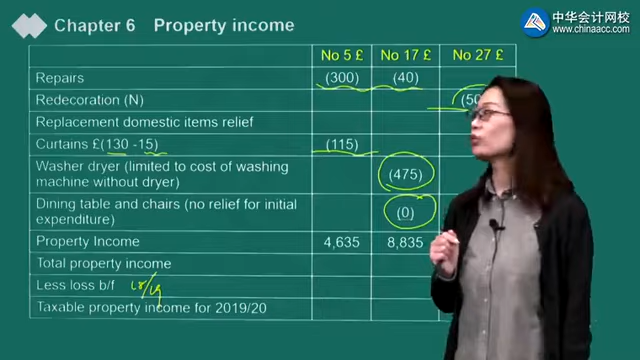 Chapter 6 Property income
中华会计网校
www.chinaacc.com
No 5 £ No 17 £ No 27 £
Repairs (300) (40)
Redecoration (N)
Replacement domestic items relief
Curtains £(130 -15) (115)
Washer dryer (limited to cost of washing
machine without dryer) (475)
Dining table and chairs (no relief for initial
expenditure) (0)
Property Income 4,635 8,835
Total property income
Less loss b/f 18/19
Taxable property income for 2019/20